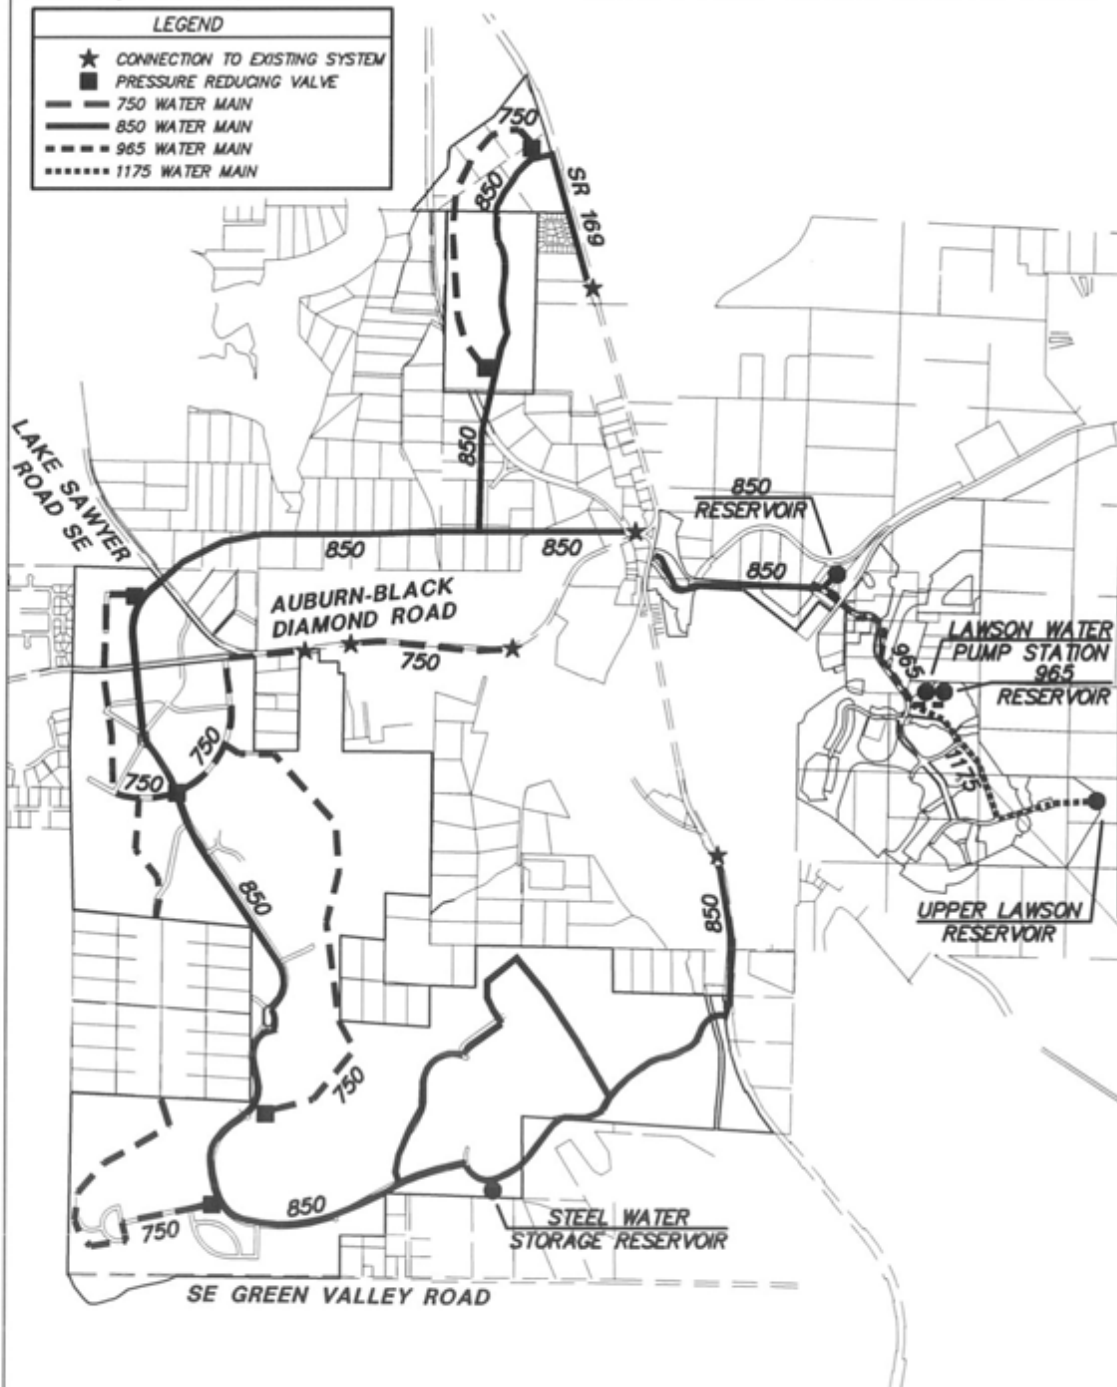 LEGEND
CONNECTION TO EXISTING SYSTEM
PRESSURE REDUCING VALVE
750 WATER MAIN
850 WATER MAIN
965 WATER MAIN
1175 WATER MAIN
750
850
SR 169
850
LAKE SAWYER
ROAD SE
850
RESERVOIR
850
850
850
AUBURN-BLACK
DIAMOND ROAD
750
LAWSON WATER
PUMP STATION
965
965
RESERVOIR
750
750
1175
850
850
UPPER LAWSON
RESERVOIR
750
850
750
STEEL WATER
STORAGE RESERVOIR
SE GREEN VALLEY ROAD